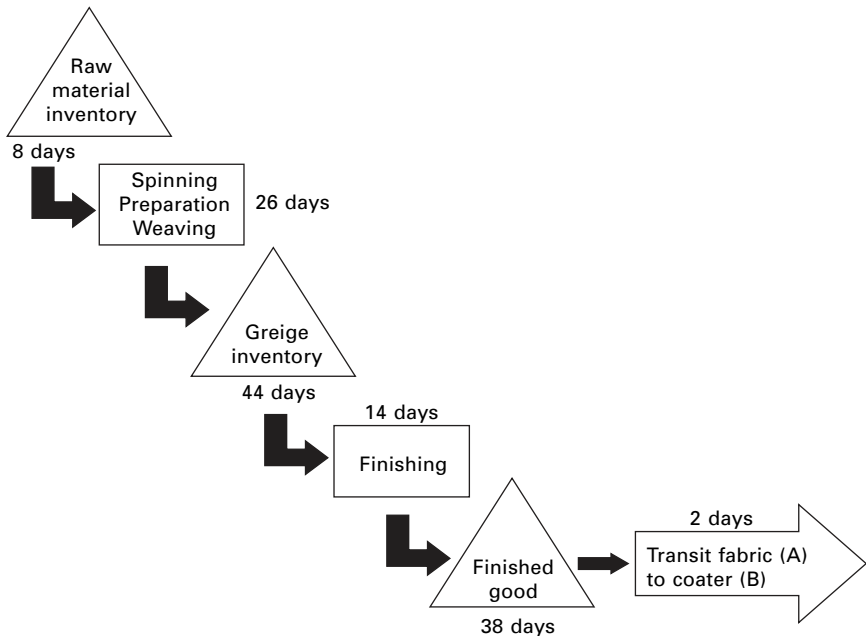 Raw
material
inventory
8 days
Spinning
Preparation
Weaving
26 days
Greige
inventory
44 days
14 days
Finishing
Finished
good
38 days
2 days
Transit fabric (A)
to coater (B)